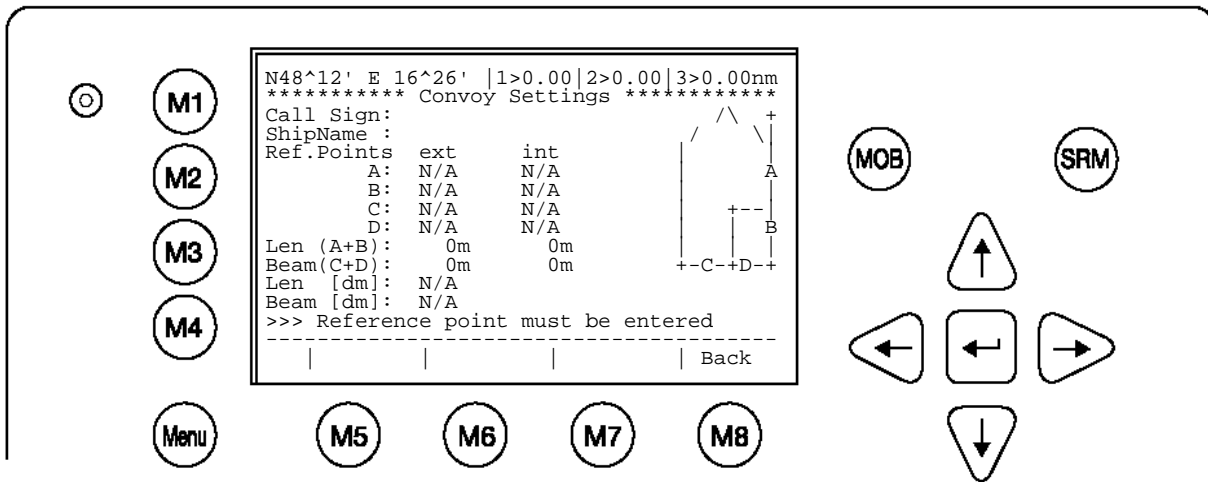 N48^12' E 16^26' |1>0.00|2>0.00|3>0.00nm
*********** Convoy Settings ************
Call Sign:
ShipName :
Ref.Points ext int
A: N/A N/A A
B: N/A N/A
C: N/A N/A
D: N/A N/A B
Len (A+B): 0m 0m
Beam(C+D): 0m 0m +-C-+D-+
Len [dm]: N/A
Beam [dm]: N/A
>>> Reference point must be entered
Back
M1
M2
M3
M4
Menu
M5
M6
M7
M8
MOB
SRM